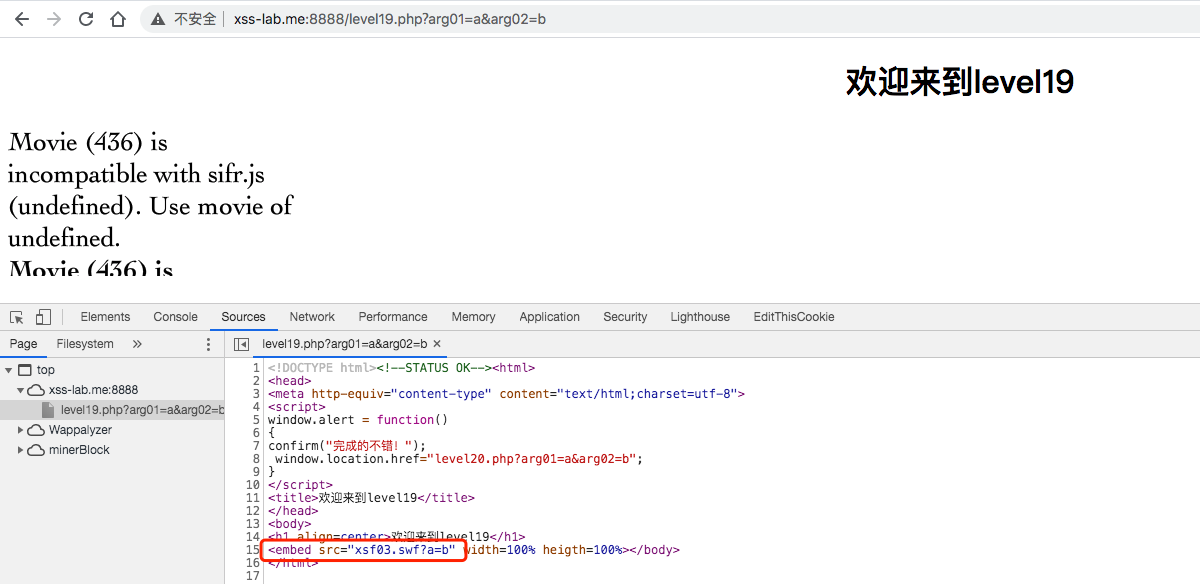 不安全 xss-lab.me:8888/level19.php?arg01=a&arg02=b
欢迎来到level19
Movie (436) is
incompatible with sifr.js
(undefined). Use movie of
undefined.
Movie (436) is
Elements Console Sources Network Performance Memory Application Security Lighthouse EditThisCookie
Page Filesystem » level19.php?arg01=a&arg02=b ×
top
xss-lab.me:8888
level19.php?arg01=a&arg02=b
Wappalyzer
minerBlock
1 <!DOCTYPE html><!--STATUS OK--><html>
2 <head>
3 <meta http-equiv="content-type" content="text/html;charset=utf-8">
4 <script>
5 window.alert = function()
6 {
7 confirm("完成的不错！");
8 window.location.href="level20.php?arg01=a&arg02=b";
9 }
10 </script>
11 <title>欢迎来到level19</title>
12 </head>
13 <body>
14 <h1 align=center>欢迎来到level19</h1>
15 <embed src="xsf03.swf?a=b" width=100% heigth=100%></body>
16 </html>
17